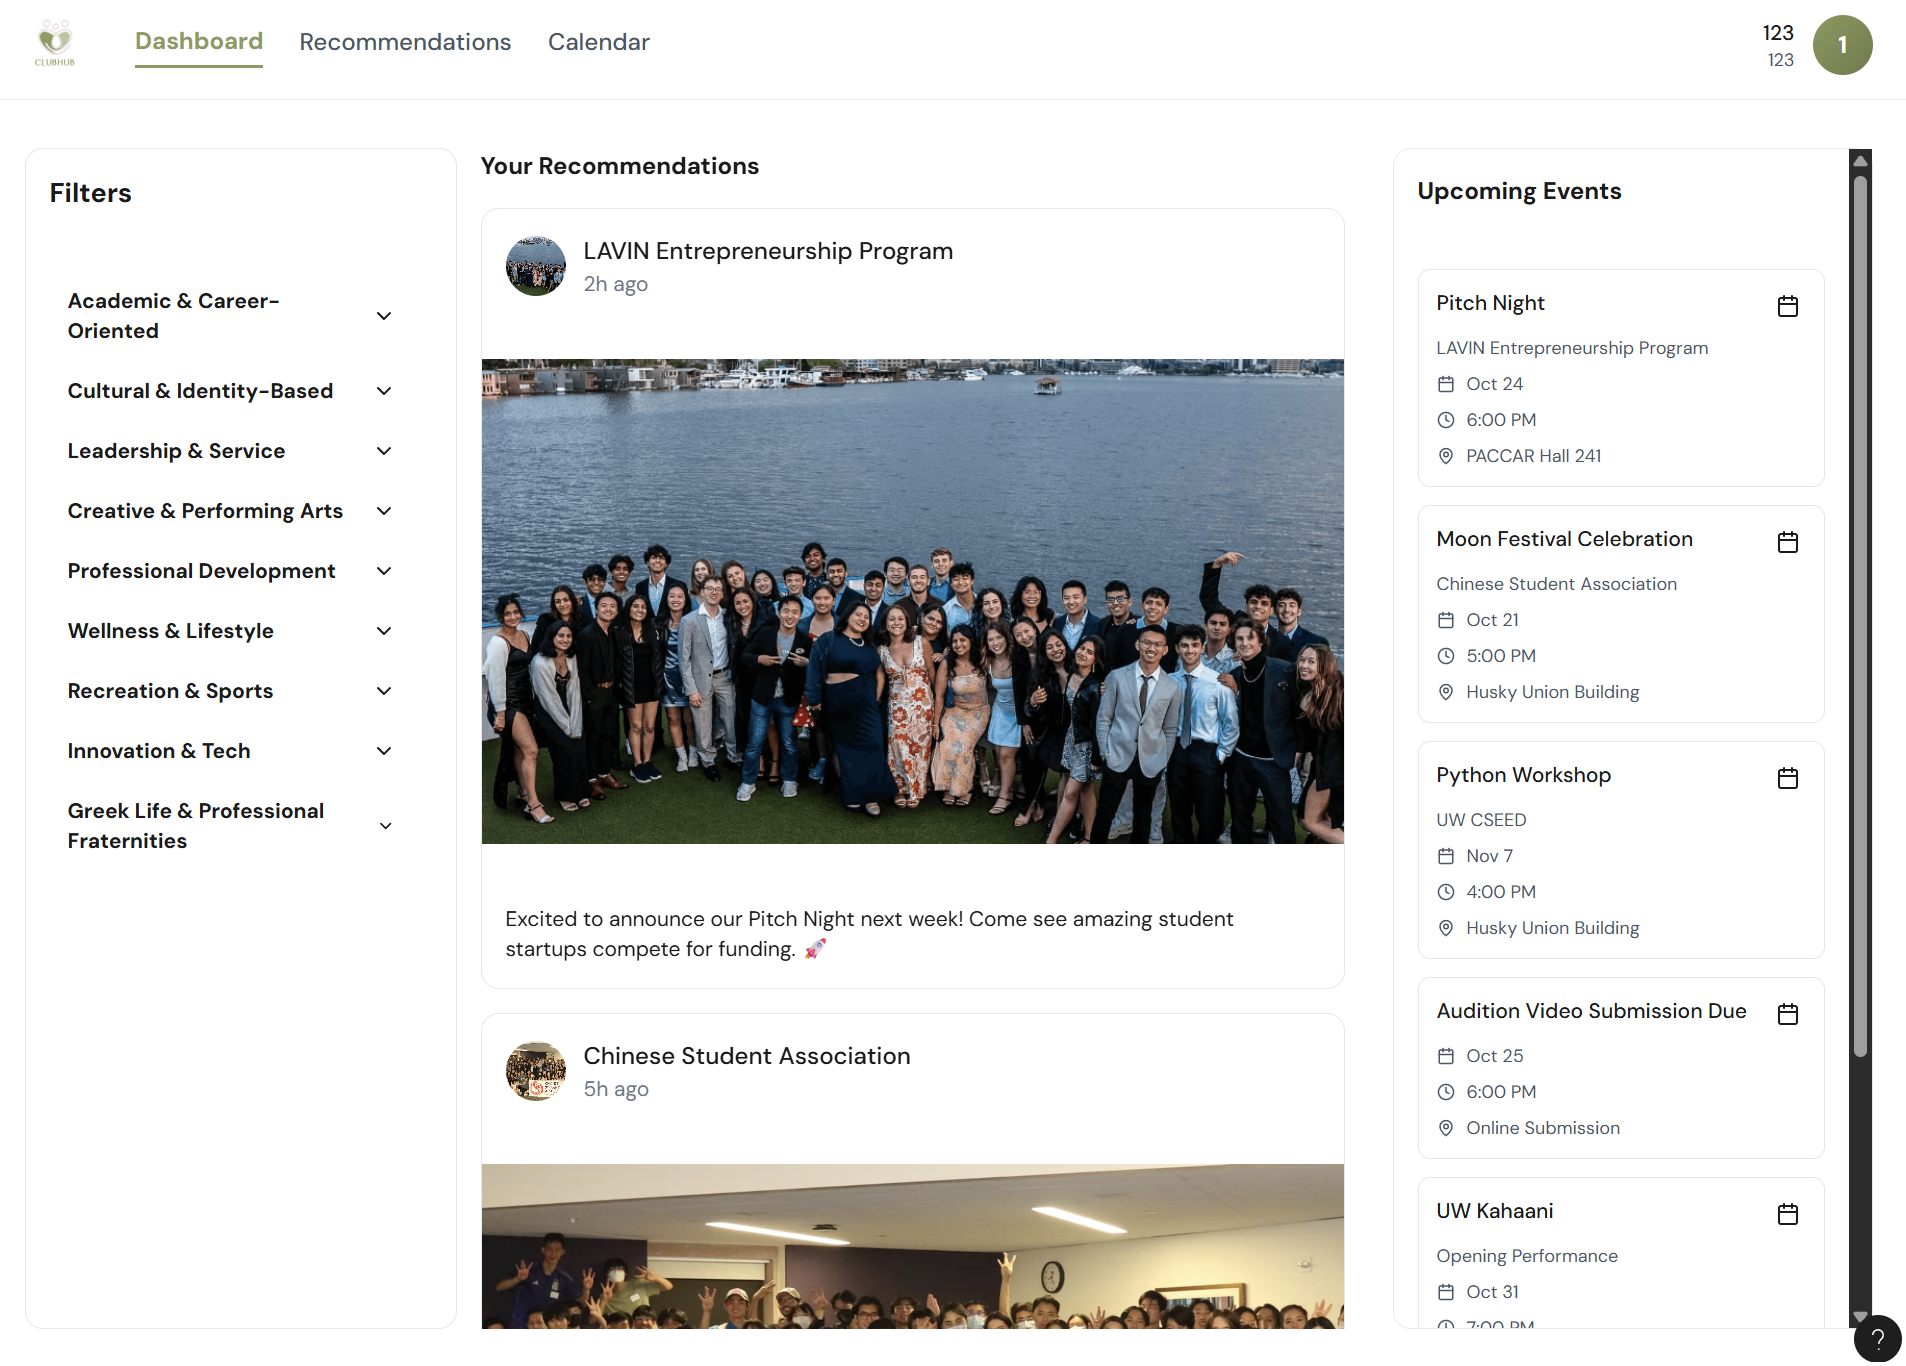 CLUBHUB
Dashboard
Recommendations
Calendar
123
123
1
Filters
Academic & Career-
Oriented
Cultural & Identity-Based
Leadership & Service
Creative & Performing Arts
Professional Development
Wellness & Lifestyle
Recreation & Sports
Innovation & Tech
Greek Life & Professional
Fraternities
Your Recommendations
LAVIN Entrepreneurship Program
2h ago
Excited to announce our Pitch Night next week! Come see amazing student
startups compete for funding. 🚀
Chinese Student Association
5h ago
Upcoming Events
Pitch Night
LAVIN Entrepreneurship Program
Oct 24
6:00 PM
PACCAR Hall 241
Moon Festival Celebration
Chinese Student Association
Oct 21
5:00 PM
Husky Union Building
Python Workshop
UW CSEED
Nov 7
4:00 PM
Husky Union Building
Audition Video Submission Due
Oct 25
6:00 PM
Online Submission
UW Kahaani
Opening Performance
Oct 31
7:00 PM
?